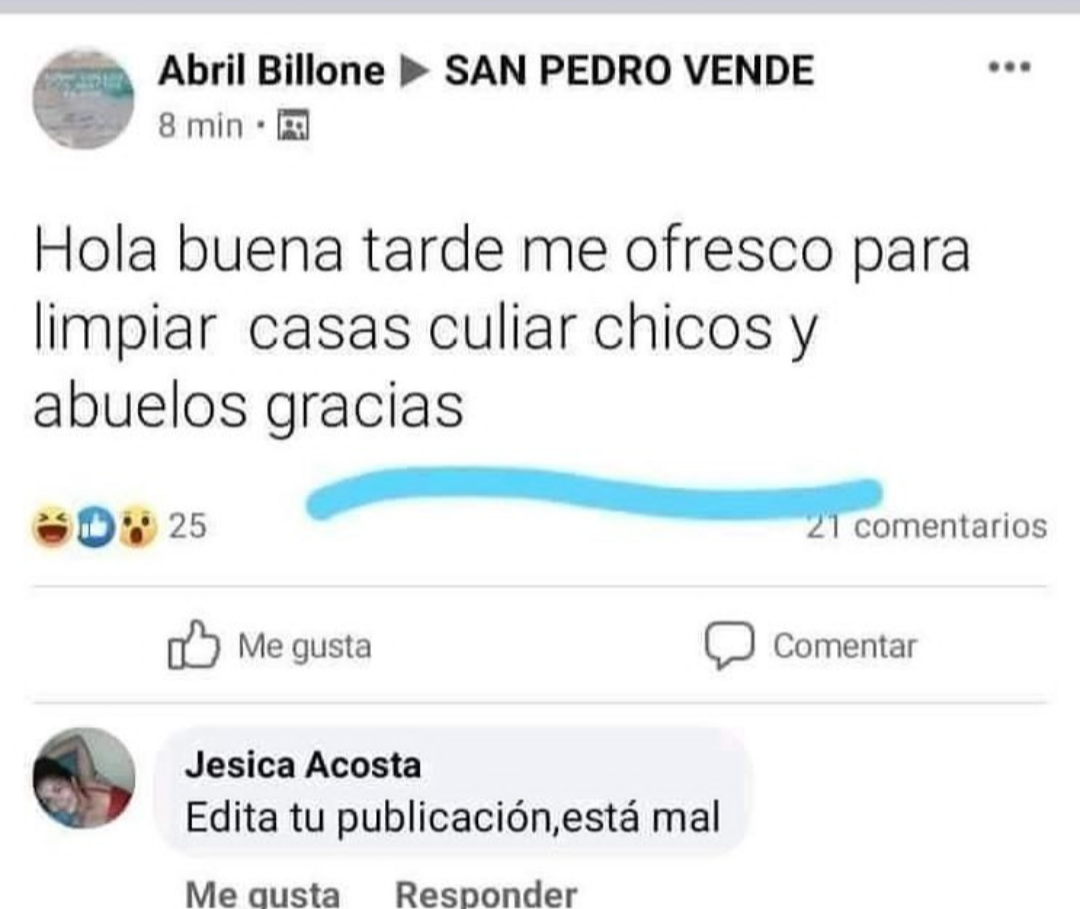 Abril Billone ▶ SAN PEDRO VENDE
8 min ·
Hola buena tarde me ofresco para
limpiar casas culiar chicos y
abuelos gracias
25
21 comentarios
Me gusta
Comentar
Jesica Acosta
Edita tu publicación,está mal
Me gusta Responder